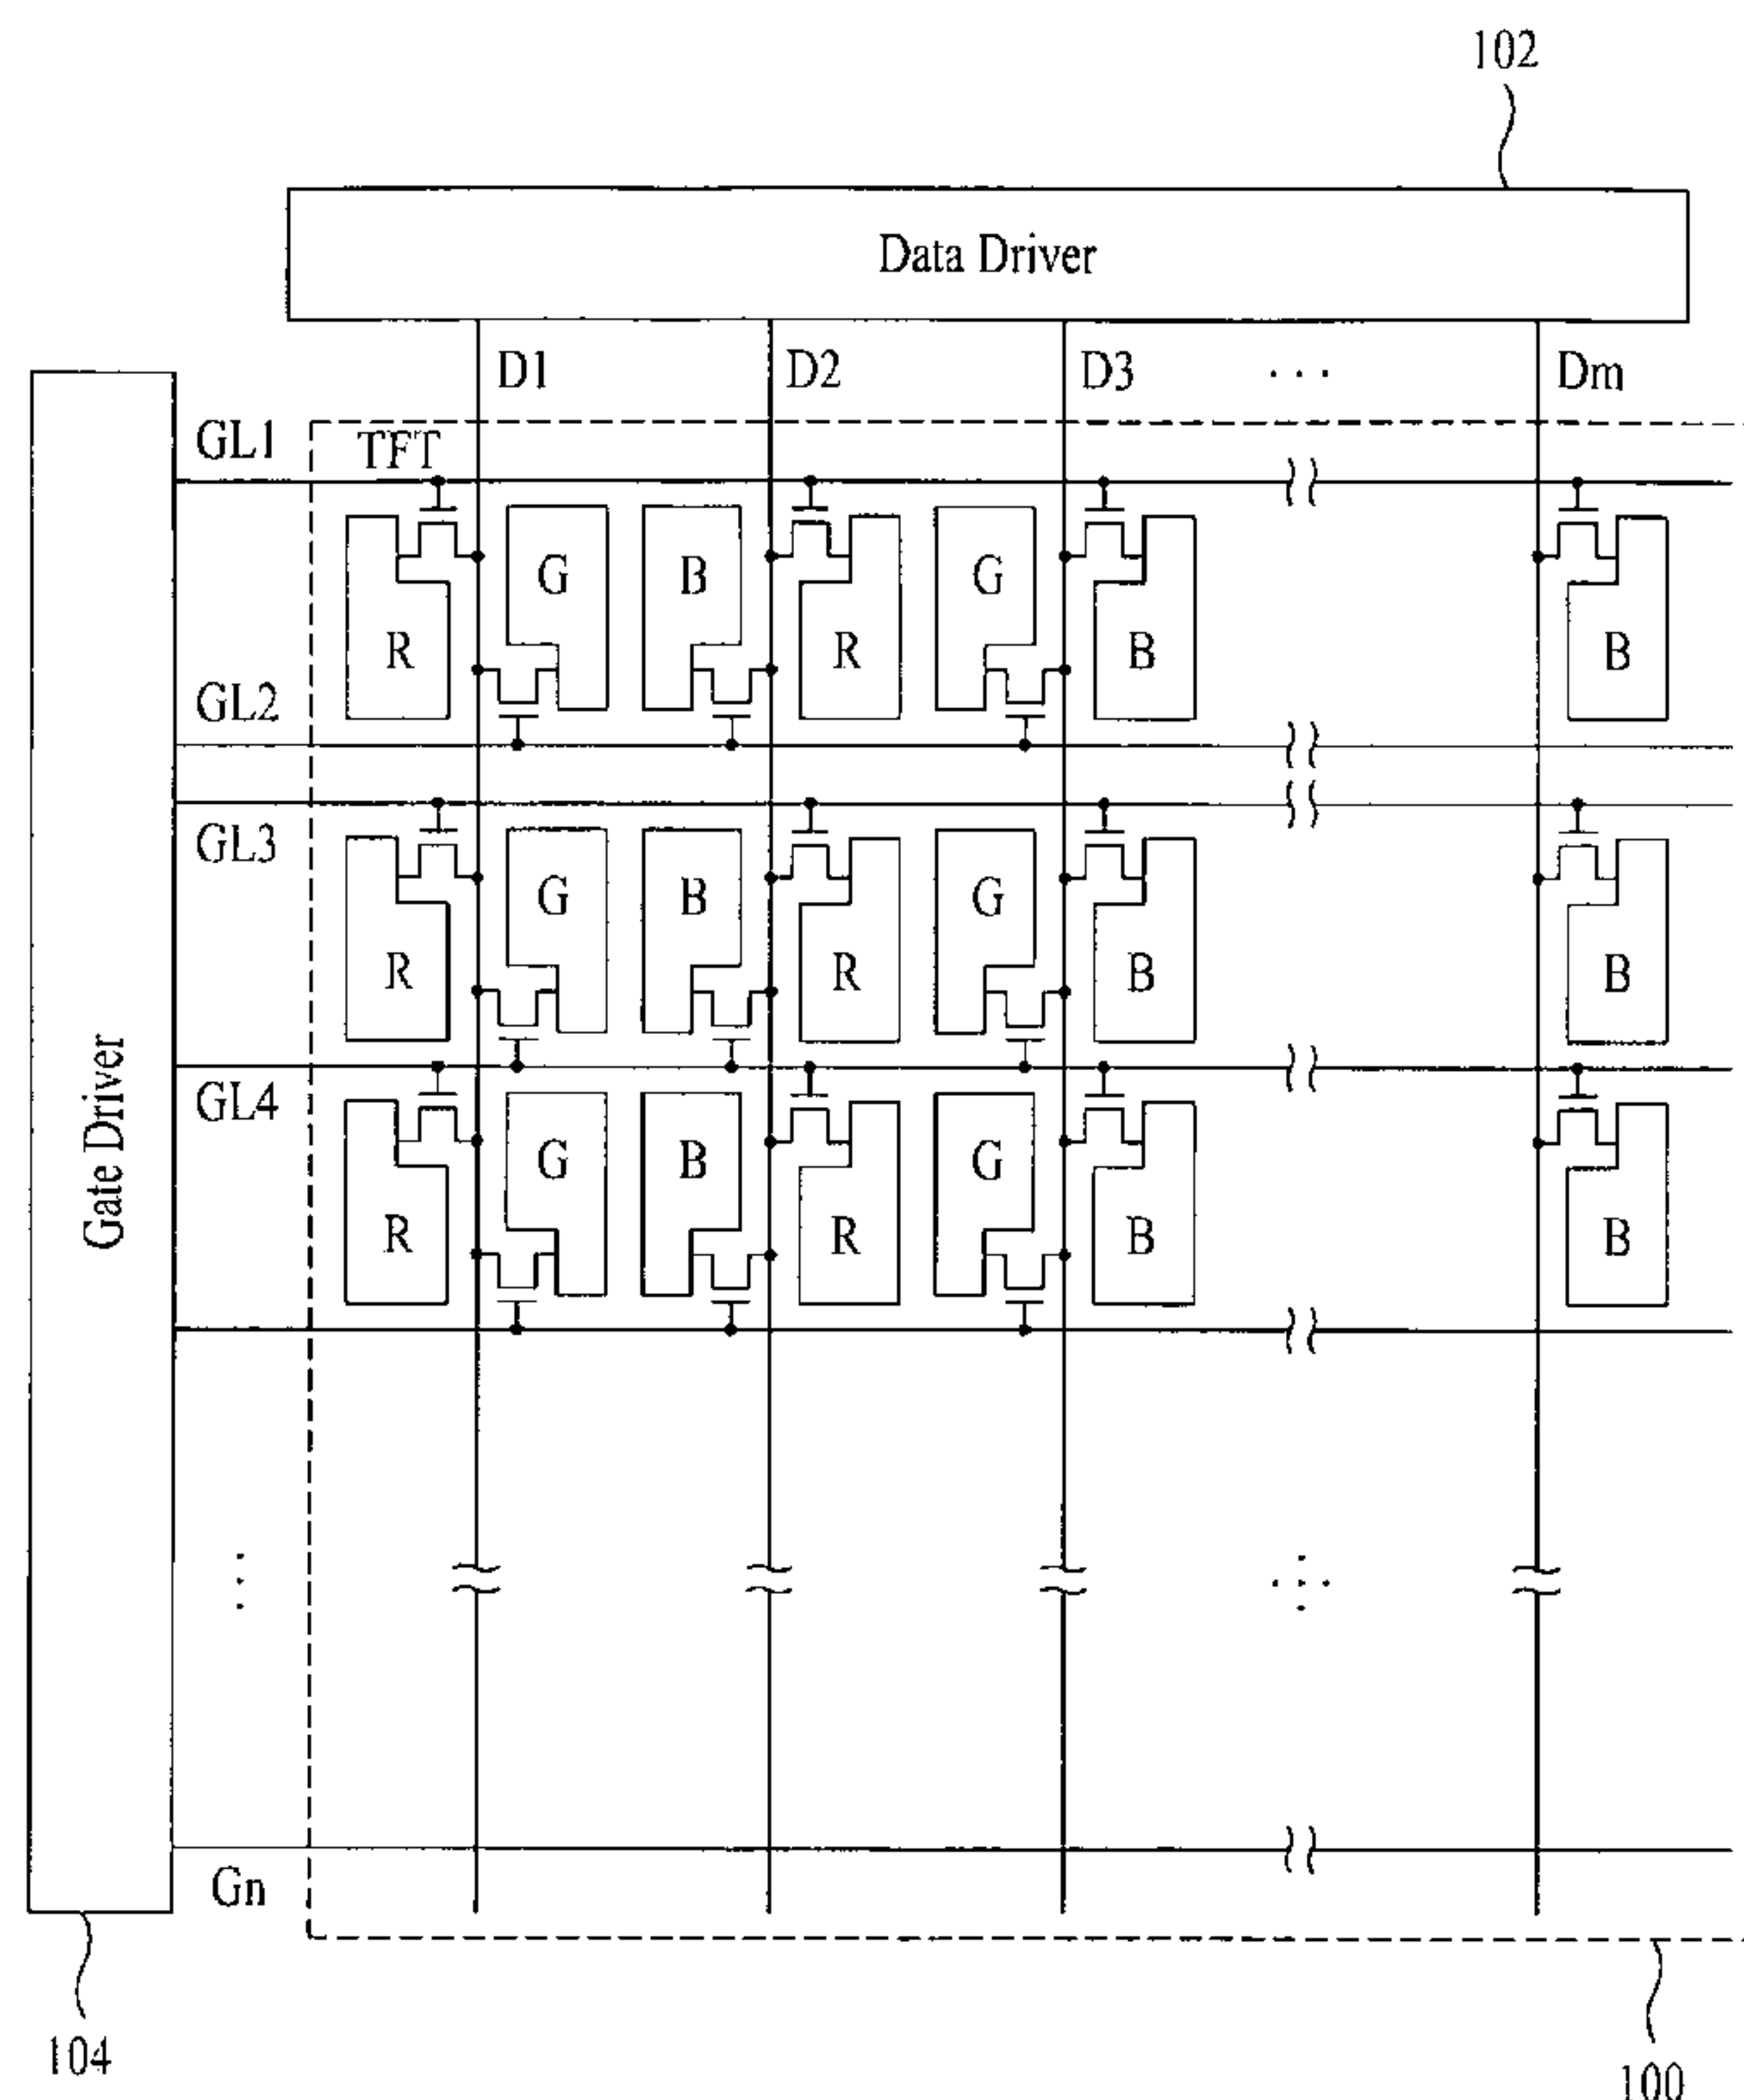 102
Data Driver
D1 D2 D3 ... Dm
GL1 TFT
G B G
R R B B
GL2
GL3
G B G
R R B B
GL4
G B G
R R B B
Gate Driver
Gn
104
100